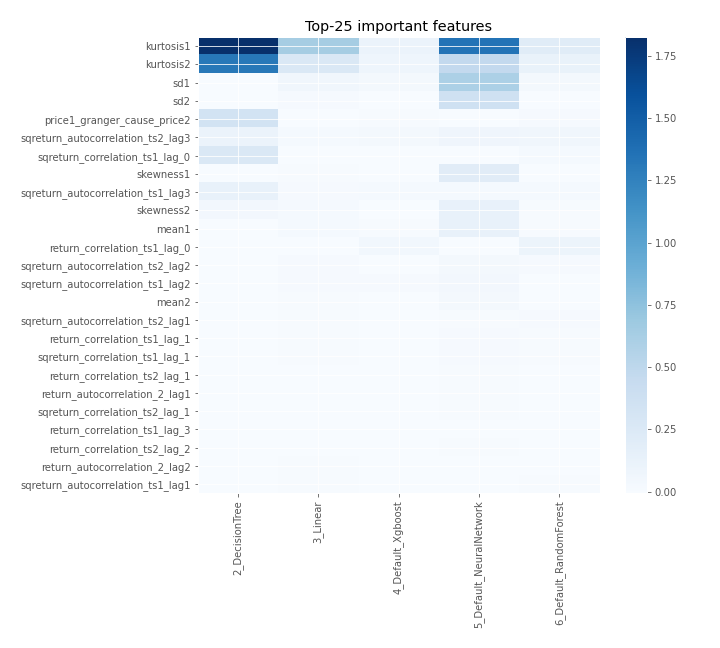 Top-25 important features
kurtosis1
kurtosis2
sd1
sd2
price1_granger_cause_price2
sqreturn_autocorrelation_ts2_lag3
sqreturn_correlation_ts1_lag_0
skewness1
sqreturn_autocorrelation_ts1_lag3
skewness2
mean1
return_correlation_ts1_lag_0
sqreturn_autocorrelation_ts2_lag2
sqreturn_autocorrelation_ts1_lag2
mean2
sqreturn_autocorrelation_ts2_lag1
return_correlation_ts1_lag_1
sqreturn_correlation_ts1_lag_1
return_correlation_ts2_lag_1
return_autocorrelation_2_lag1
sqreturn_correlation_ts2_lag_1
return_correlation_ts1_lag_3
return_correlation_ts2_lag_2
return_autocorrelation_2_lag2
sqreturn_autocorrelation_ts1_lag1
2_DecisionTree
3_Linear
4_Default_Xgboost
5_Default_NeuralNetwork
6_Default_RandomForest
1.75
1.50
1.25
1.00
0.75
0.50
0.25
0.00